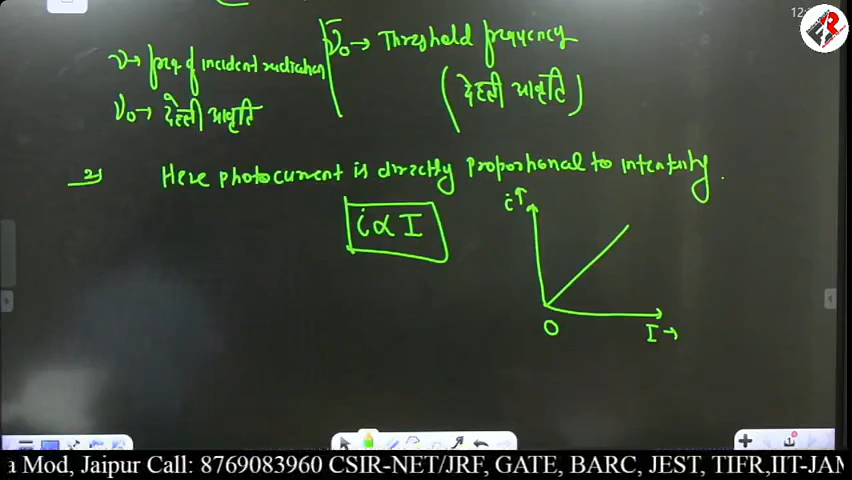 12:
ν→ freq of incident radiation
ν₀→ देहली आवृत्ति
ν₀→ Threshold frequency
(देहली आवृति)
2) Here photocurrent is directly proportional to intensity.
i ∝ I
i↑
O
I→
a Mod, Jaipur Call: 8769083960 CSIR-NET/JRF, GATE, BARC, JEST, TIFR,IIT-JAM